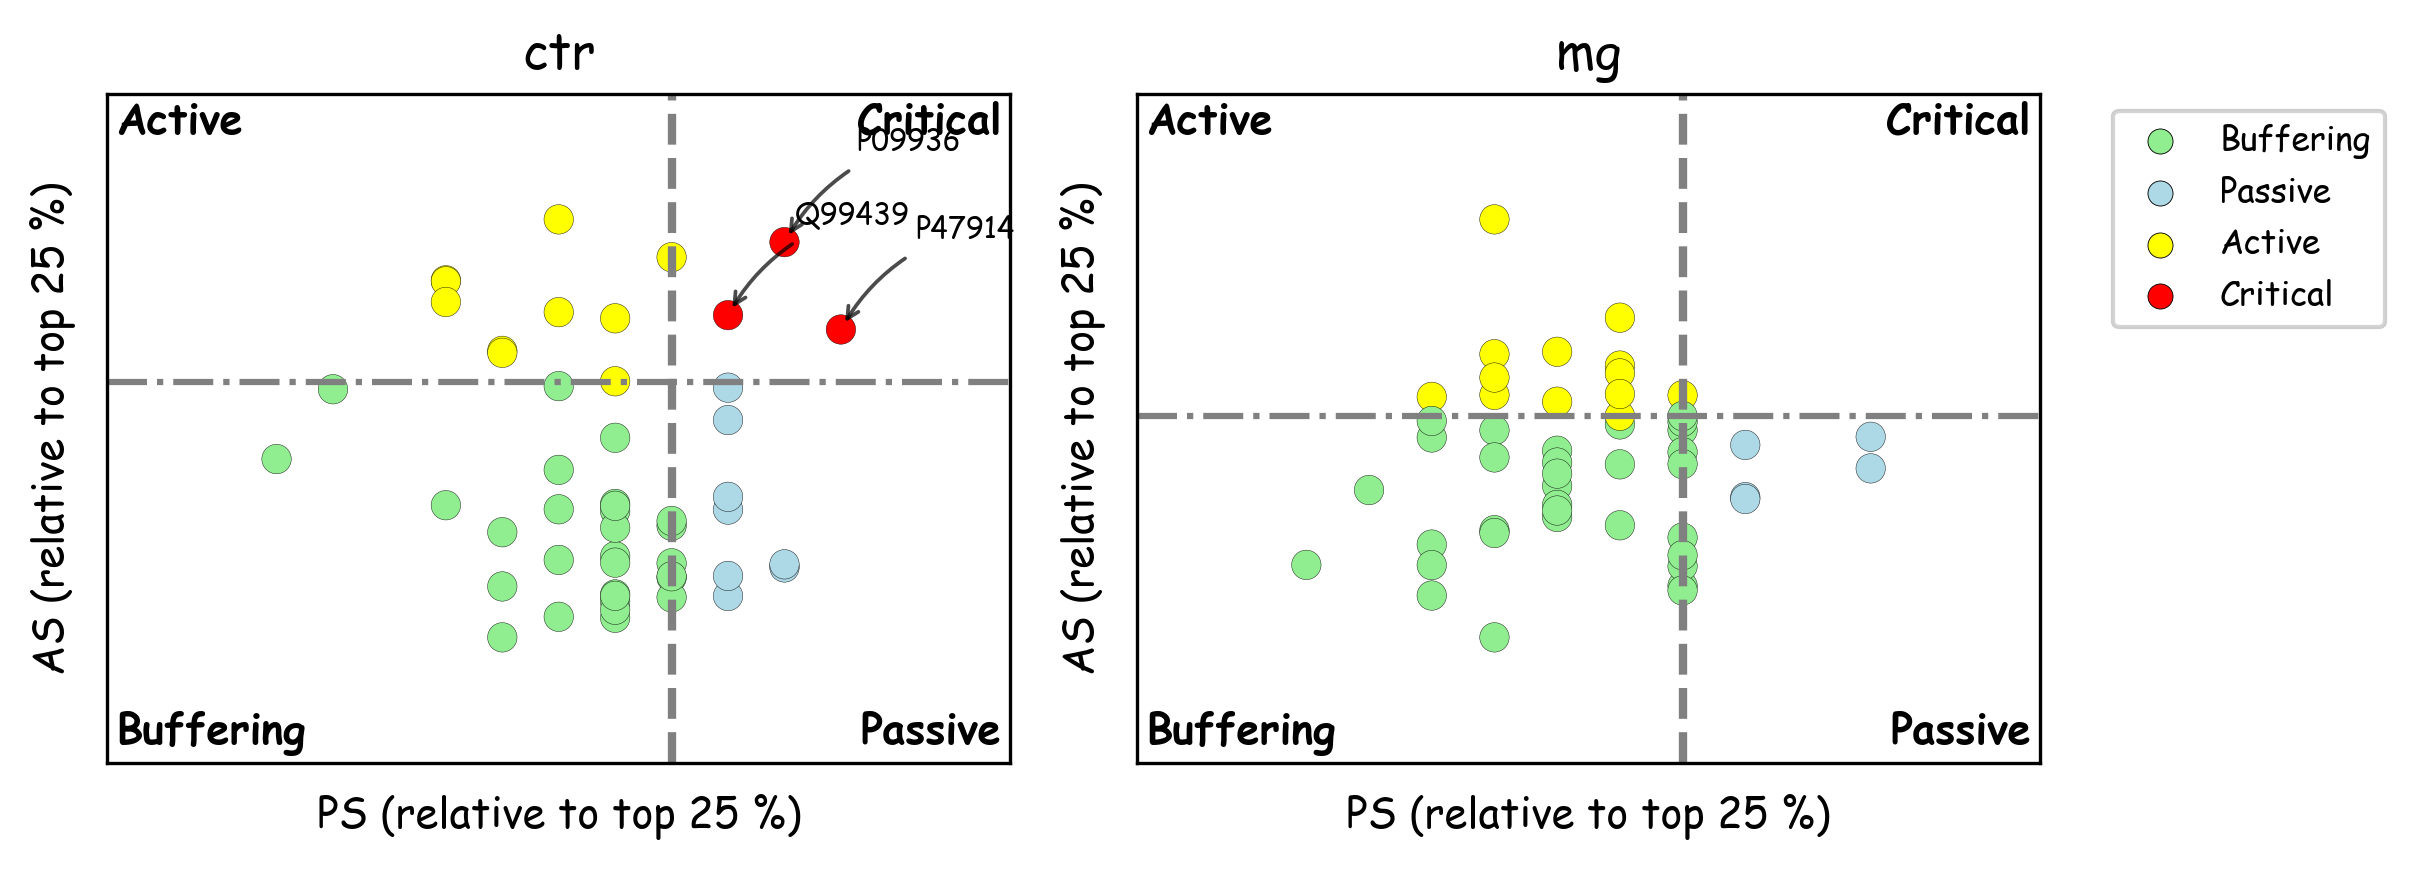 ctr
Active
Critical
P09936
Q99439
P47914
AS (relative to top 25 %)
Buffering
Passive
PS (relative to top 25 %)
mg
Active
Critical
AS (relative to top 25 %)
Buffering
Passive
PS (relative to top 25 %)
Buffering
Passive
Active
Critical